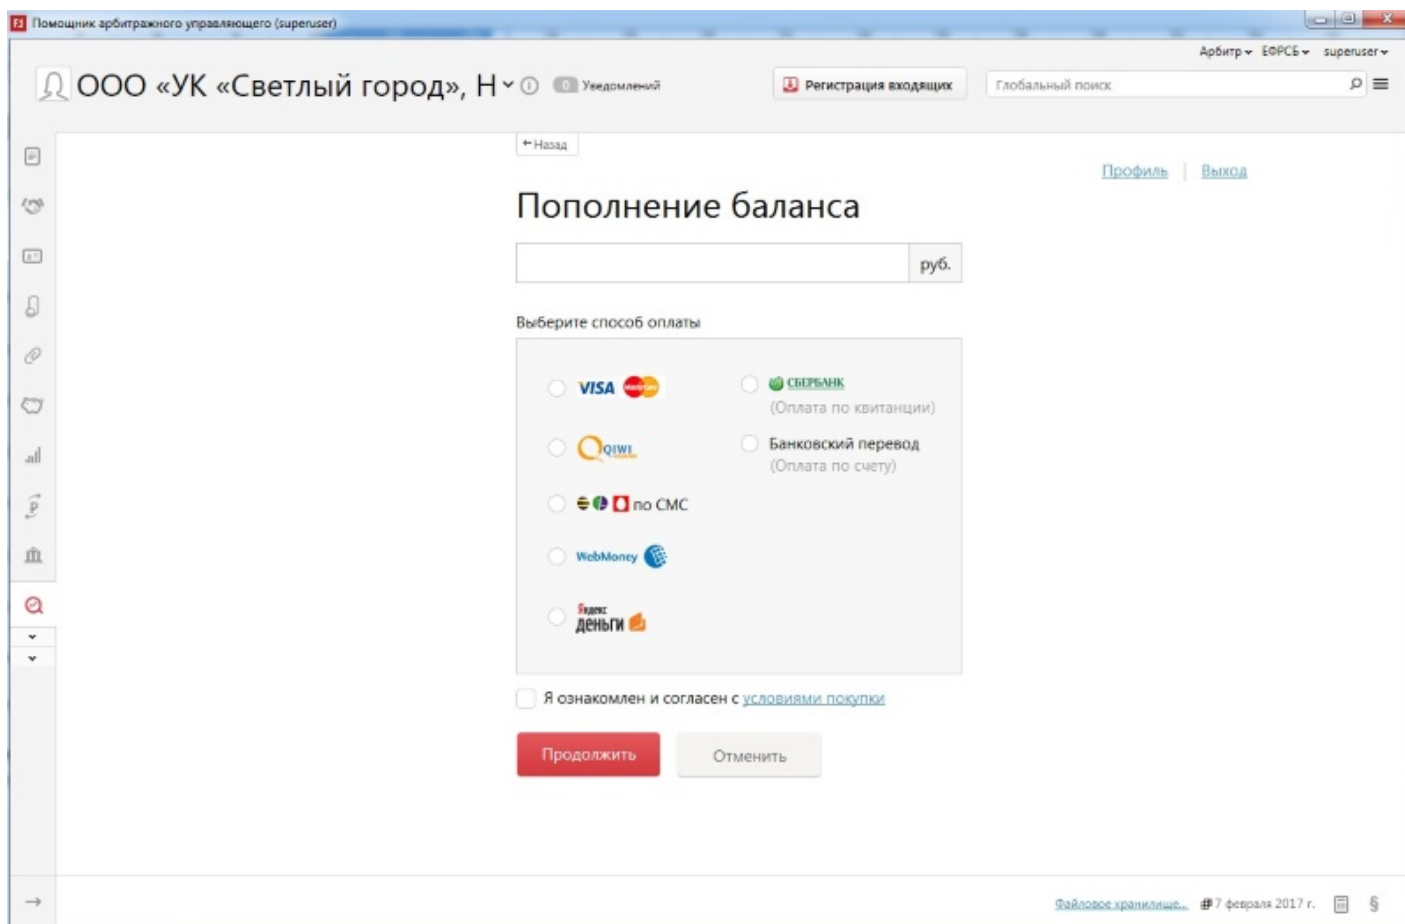 Помощник арбитражного управляющего (superuser)
Арбитр ЕФРСБ superuser
ООО «УК «Светлый город», Н 0 Уведомлений Регистрация входящих Глобальный поиск
Назад
Профиль Выход
Пополнение баланса
руб.
Выберите способ оплаты
VISA MasterCard СБЕРБАНК
(Оплата по квитанции)
QIWI Банковский перевод
(Оплата по счету)
по СМС
WebMoney
Яндекс
деньги
Я ознакомлен и согласен с условиями покупки
Продолжить Отменить
Файловое хранилище... 7 февраля 2017 г. §